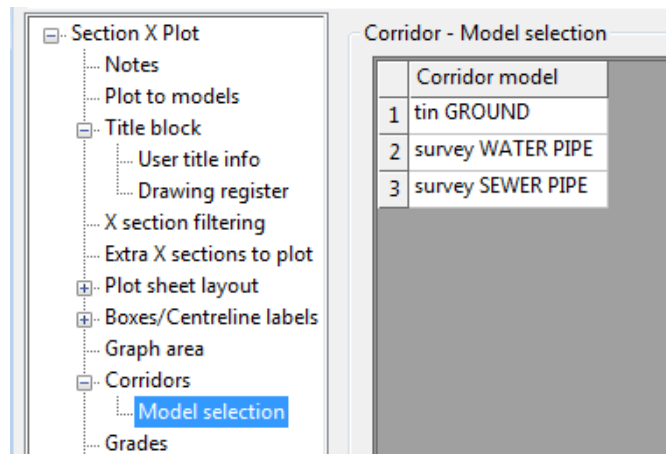 Section X Plot
Notes
Plot to models
Title block
User title info
Drawing register
X section filtering
Extra X sections to plot
Plot sheet layout
Boxes/Centreline labels
Graph area
Corridors
Model selection
Grades
Corridor - Model selection
Corridor model
1 tin GROUND
2 survey WATER PIPE
3 survey SEWER PIPE